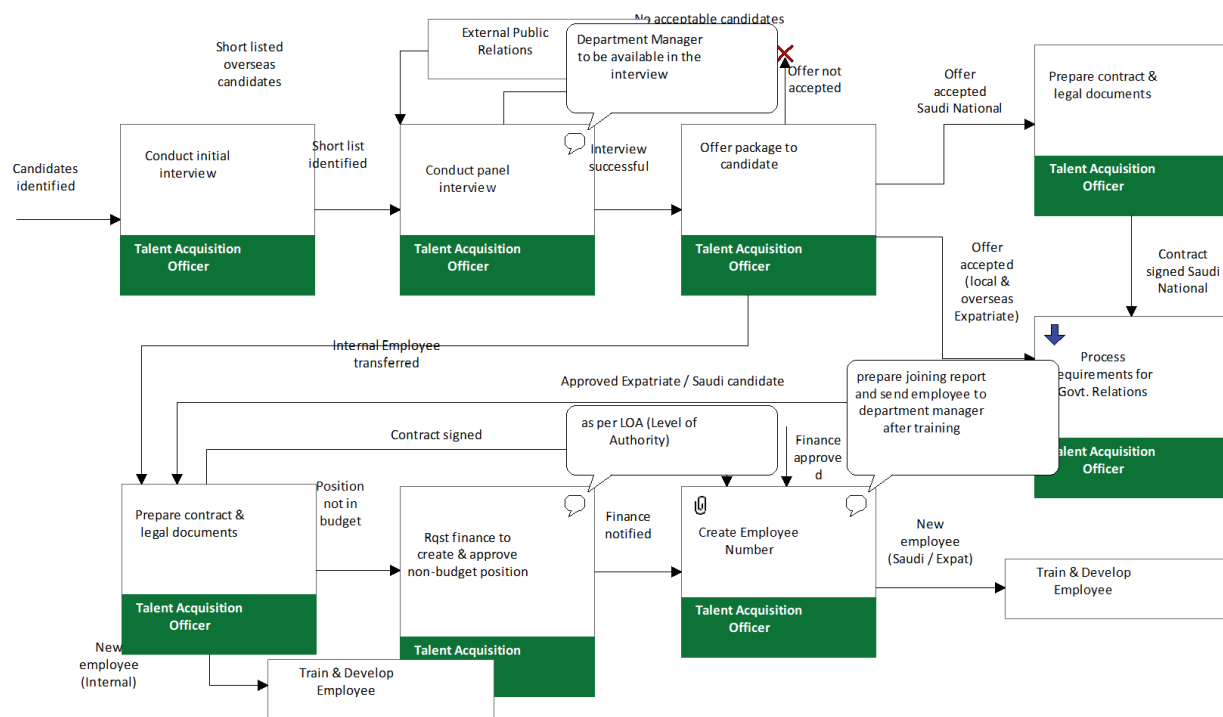 No acceptable candidates
External Public
Relations
Department Manager
to be available in the
interview
Short listed
overseas
candidates
Offer not
accepted
Offer
accepted
Saudi National
Prepare contract &
legal documents
Talent Acquisition
Officer
Candidates
identified
Conduct initial
interview
Talent Acquisition
Officer
Short list
identified
Conduct panel
interview
Talent Acquisition
Officer
Interview
successful
Offer package to
candidate
Talent Acquisition
Officer
Offer
accepted
(local &
overseas
Expatriate)
Contract
signed Saudi
National
Internal Employee
transferred
Process
requirements for
Govt. Relations
Talent Acquisition
Officer
Approved Expatriate / Saudi candidate
prepare joining report
and send employee to
department manager
after training
as per LOA (Level of
Authority)
Contract signed
Finance
approve
d
Position
not in
budget
Prepare contract &
legal documents
Talent Acquisition
Officer
Rqst finance to
create & approve
non-budget position
Talent Acquisition
Finance
notified
Create Employee
Number
Talent Acquisition
Officer
New
employee
(Saudi / Expat)
Train & Develop
Employee
New
employee
(Internal)
Train & Develop
Employee